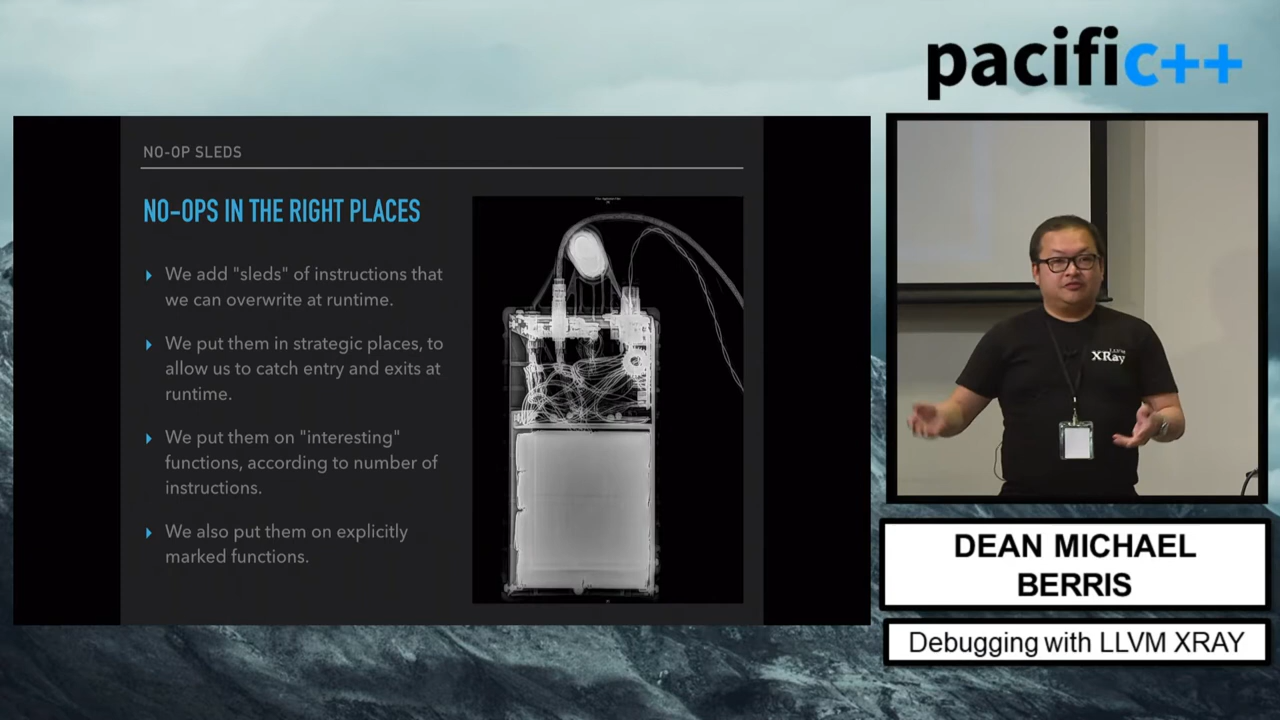 pacific++
NO-OP SLEDS
NO-OPS IN THE RIGHT PLACES
We add "sleds" of instructions that
we can overwrite at runtime.
We put them in strategic places, to
allow us to catch entry and exits at
runtime.
We put them on "interesting"
functions, according to number of
instructions.
We also put them on explicitly
marked functions.
LLVM
XRay
DEAN MICHAEL
BERRIS
Debugging with LLVM XRAY